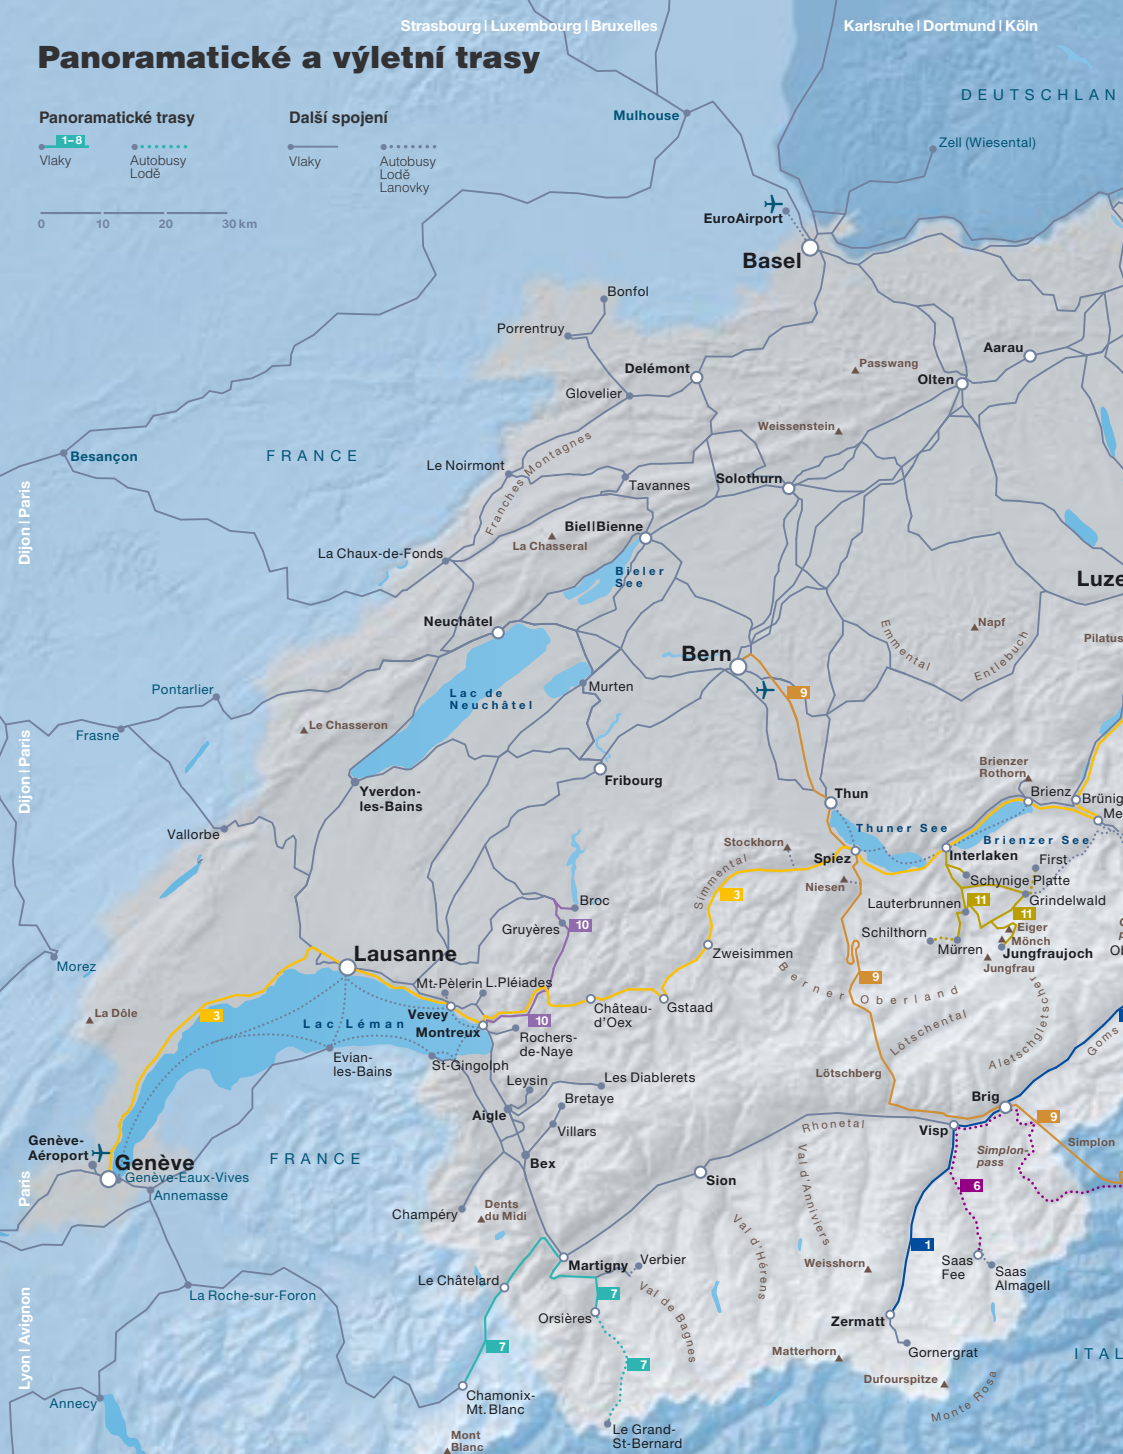 Strasbourg | Luxembourg | Bruxelles
Karlsruhe | Dortmund | Köln
Panoramatické a výletní trasy
DEUTSCHLAN
Panoramatické trasy
Další spojení
1–8
Vlaky
Autobusy
Lodě
Vlaky
Autobusy
Lodě
Lanovky
0 10 20 30 km
Mulhouse
Zell (Wiesental)
EuroAirport
Basel
Bonfol
Porrentruy
Delémont
Glovelier
Passwang
Aarau
Olten
Weissenstein
Besançon
FRANCE
Franches Montagnes
Le Noirmont
Tavannes
Solothurn
Dijon | Paris
Biel|Bienne
La Chasseral
La Chaux-de-Fonds
Bieler
See
Luze
Neuchâtel
Napf
Emmental
Entlebuch
Pilatus
Bern
9
Pontarlier
Lac de
Neuchâtel
Murten
Frasne
Le Chasseron
Dijon | Paris
Fribourg
Yverdon-
les-Bains
Brienzer
Rothorn
Thun
Brienz
Brünig
Me
Vallorbe
Thuner See
Brienzer See
Stockhorn
Spiez
Interlaken
First
Simmental
Niesen
Schynige Platte
3
Broc
Lauterbrunnen
11
Grindelwald
11
Gruyères
10
Eiger
Schilthorn
Mönch
Mürren
Jungfraujoch
Ob
Jungfrau
Lausanne
Zweisimmen
Morez
Mt-Pèlerin
L.Pléiades
Berner Oberland
9
Aletschgletscher
La Dôle
3
Vevey
Château-
d'Oex
Gstaad
Lac Léman
Montreux
10
Rochers-
de-Naye
Lötschental
Goms
Evian-
les-Bains
St-Gingolph
Leysin
Les Diablerets
Lötschberg
Bretaye
Aigle
Brig
9
Villars
Rhonetal
Visp
Genève-
Aéroport
Simplon
Simplon-
pass
Genève
FRANCE
Bex
Val d'Anniviers
Paris
Genève-Eaux-Vives
Annemasse
Sion
6
Champéry
Dents
du Midi
Val d'Hérens
1
Martigny
Verbier
Weisshorn
Saas
Fee
Saas
Almagell
Le Châtelard
Val de Bagnes
La Roche-sur-Foron
7
Orsières
Zermatt
Lyon | Avignon
7
7
Matterhorn
Gornergrat
ITAL
Dufourspitze
Monte Rosa
Annecy
Chamonix-
Mt. Blanc
Le Grand-
St-Bernard
Mont
Blanc